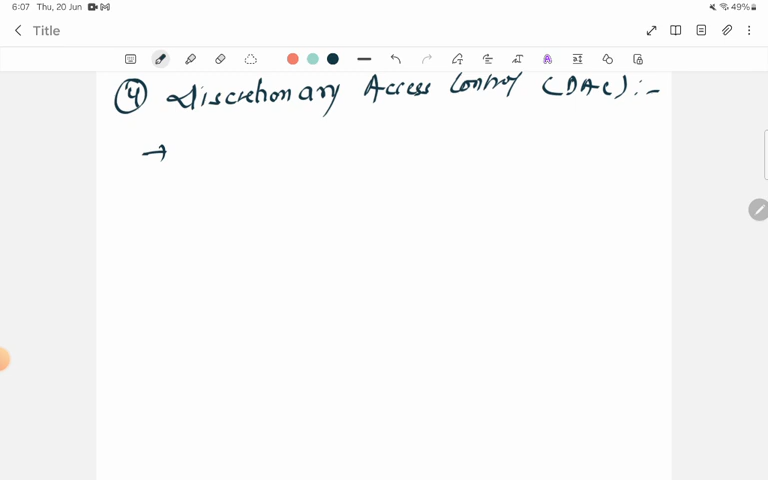 6:07 Thu, 20 Jun 49%
Title
④ Discretionary Access Control (DAC) :-
→